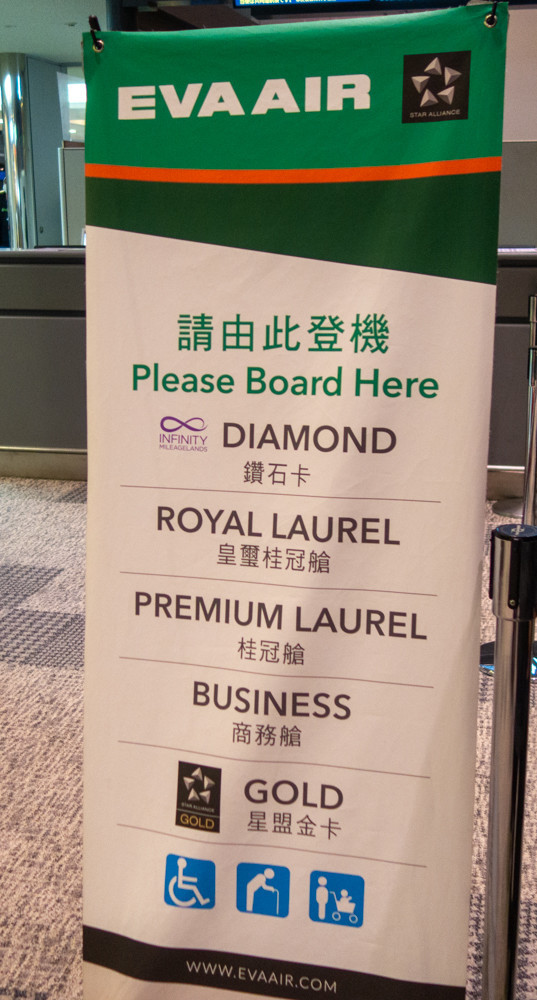 EVA AIR
STAR ALLIANCE
請由此登機
Please Board Here
INFINITY
MILEAGELANDS
DIAMOND
鑽石卡
ROYAL LAUREL
皇璽桂冠艙
PREMIUM LAUREL
桂冠艙
BUSINESS
商務艙
STAR ALLIANCE
GOLD
GOLD
星盟金卡
WWW.EVAAIR.COM